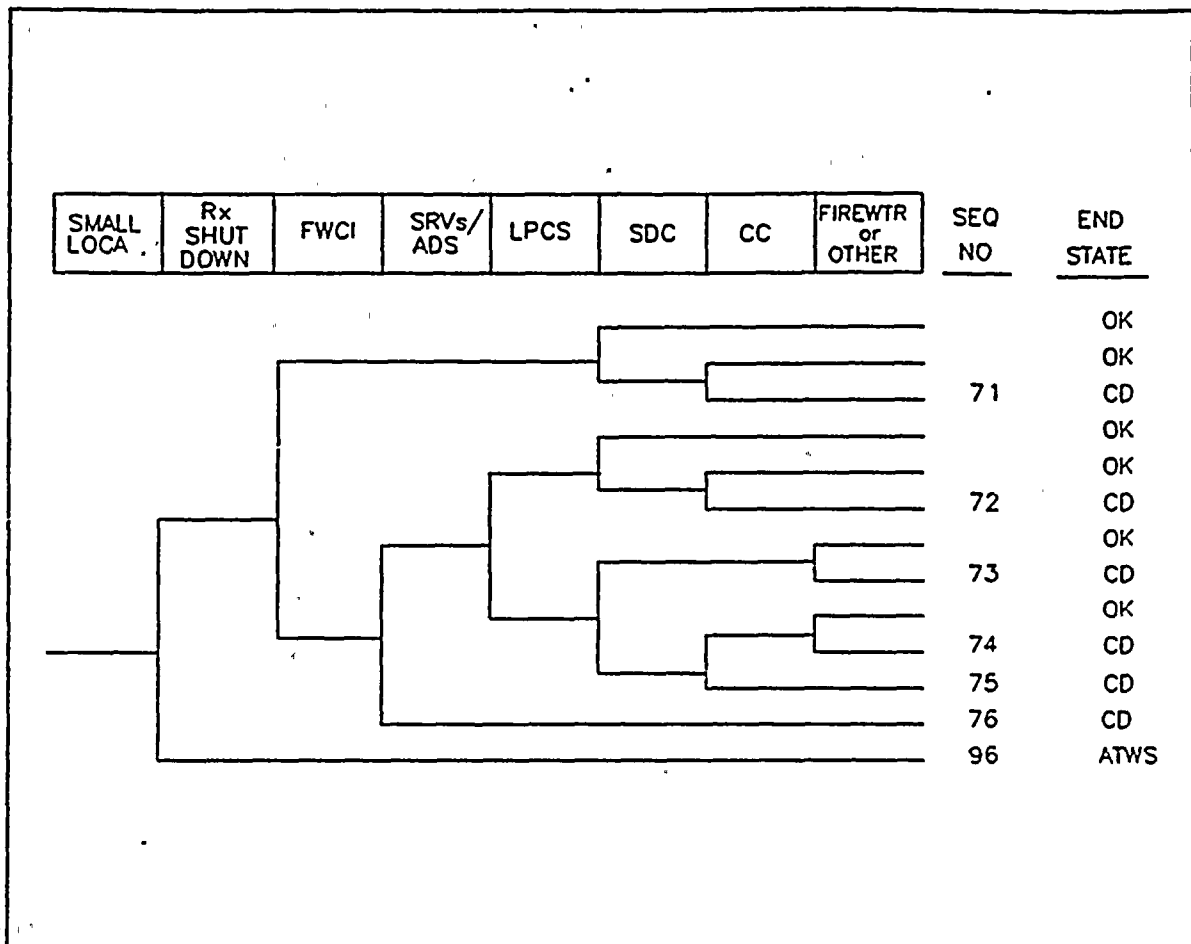 SMALL
LOCA
Rx
SHUT
DOWN
FWCI
SRVs/
ADS
LPCS
SDC
CC
FIREWTR
or
OTHER
SEQ
NO
END
STATE
OK
OK
71 CD
OK
OK
72 CD
OK
73 CD
OK
74 CD
75 CD
76 CD
96 ATWS